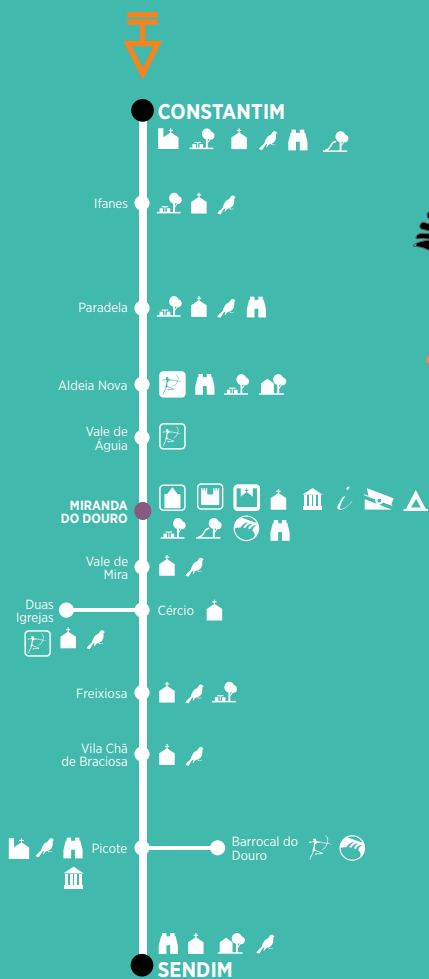 CONSTANTIM
Ifanes
Paradela
Aldeia Nova
Vale de
Águia
MIRANDA
DO DOURO
Vale de
Mira
Duas
Igrejas
Cércio
Freixiosa
Vila Chã
de Braciosa
Picote
Barrocal do
Douro
SENDIM